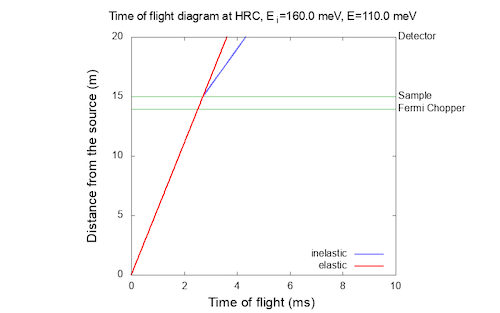 Time of flight diagram at HRC, E i=160.0 meV, E=110.0 meV
20
Detector
15
Sample
Fermi Chopper
10
5
0
Distance from the source (m)
inelastic
elastic
0 2 4 6 8 10
Time of flight (ms)